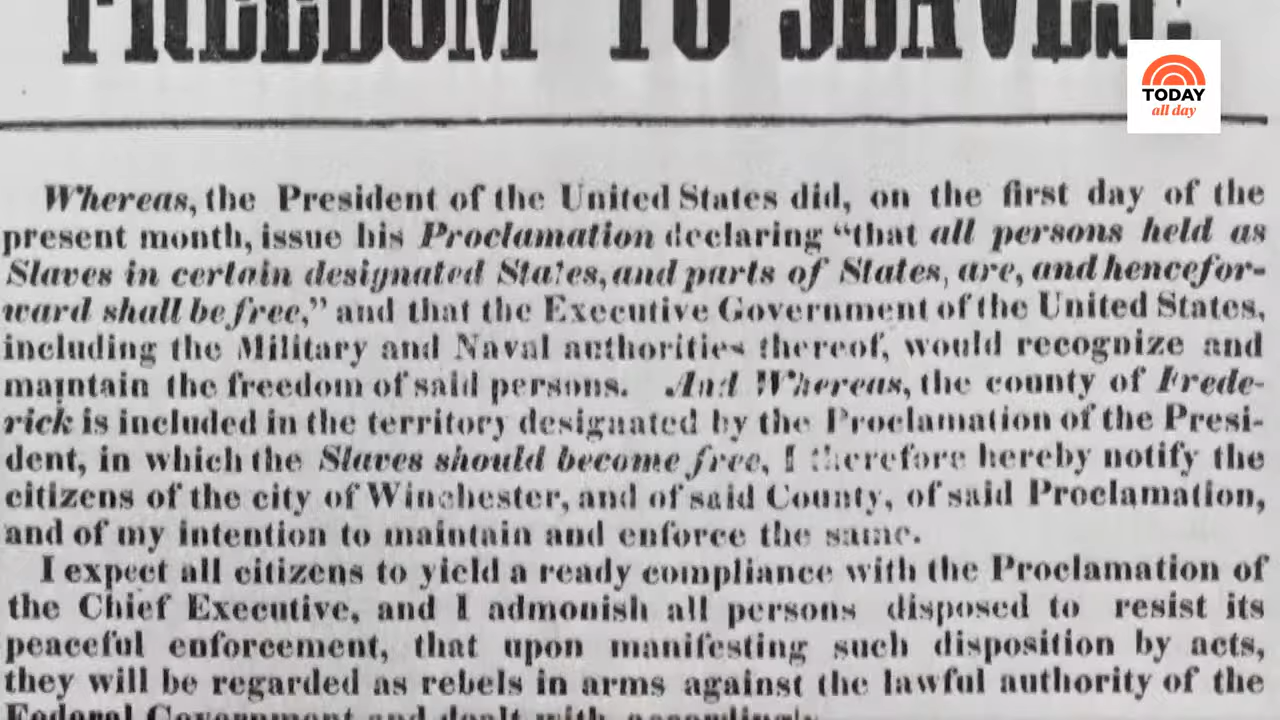 FREEDOM TO SLAVES!
TODAY
all day
Whereas, the President of the United States did, on the first day of the
present month, issue his Proclamation declaring “that all persons held as
Slaves in certain designated States, and parts of States, are, and hencefor-
ward shall be free,” and that the Executive Government of the United States,
including the Military and Naval authorities thereof, would recognize and
maintain the freedom of said persons. And Whereas, the county of Frede-
rick is included in the territory designated by the Proclamation of the Presi-
dent, in which the Slaves should become free, I therefore hereby notify the
citizens of the city of Winchester, and of said County, of said Proclamation,
and of my intention to maintain and enforce the same.
I expect all citizens to yield a ready compliance with the Proclamation of
the Chief Executive, and I admonish all persons disposed to resist its
peaceful enforcement, that upon manifesting such disposition by acts,
they will be regarded as rebels in arms against the lawful authority of the
Federal Government and dealt with accordingly.